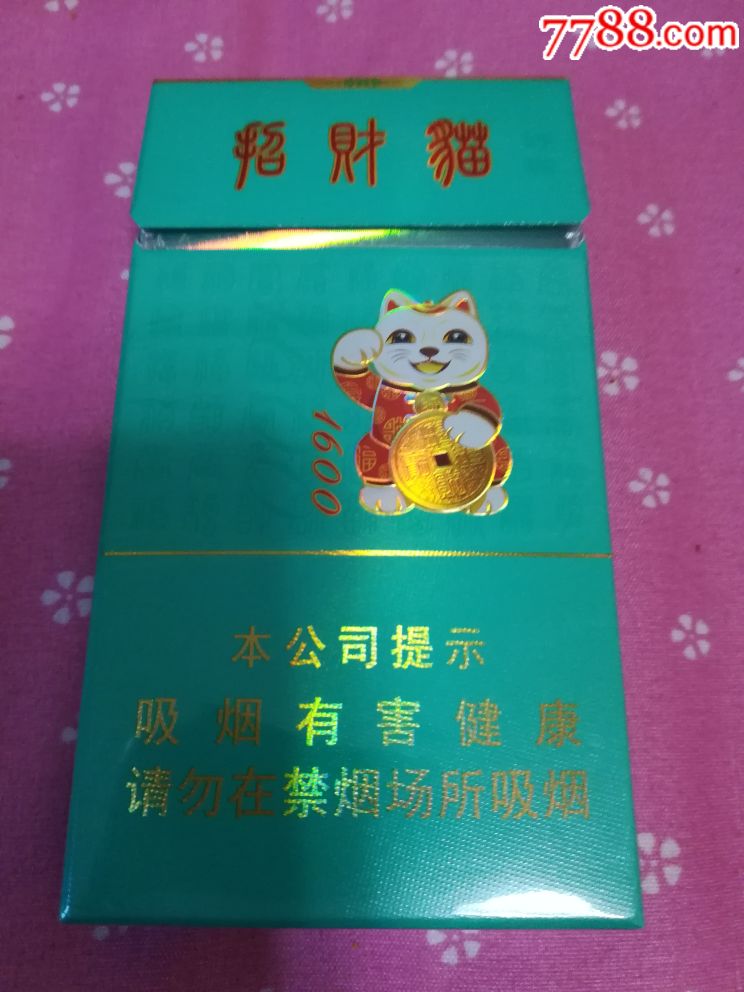 7788.com
招財貓
1600
本公司提示
吸烟有害健康
请勿在禁烟场所吸烟